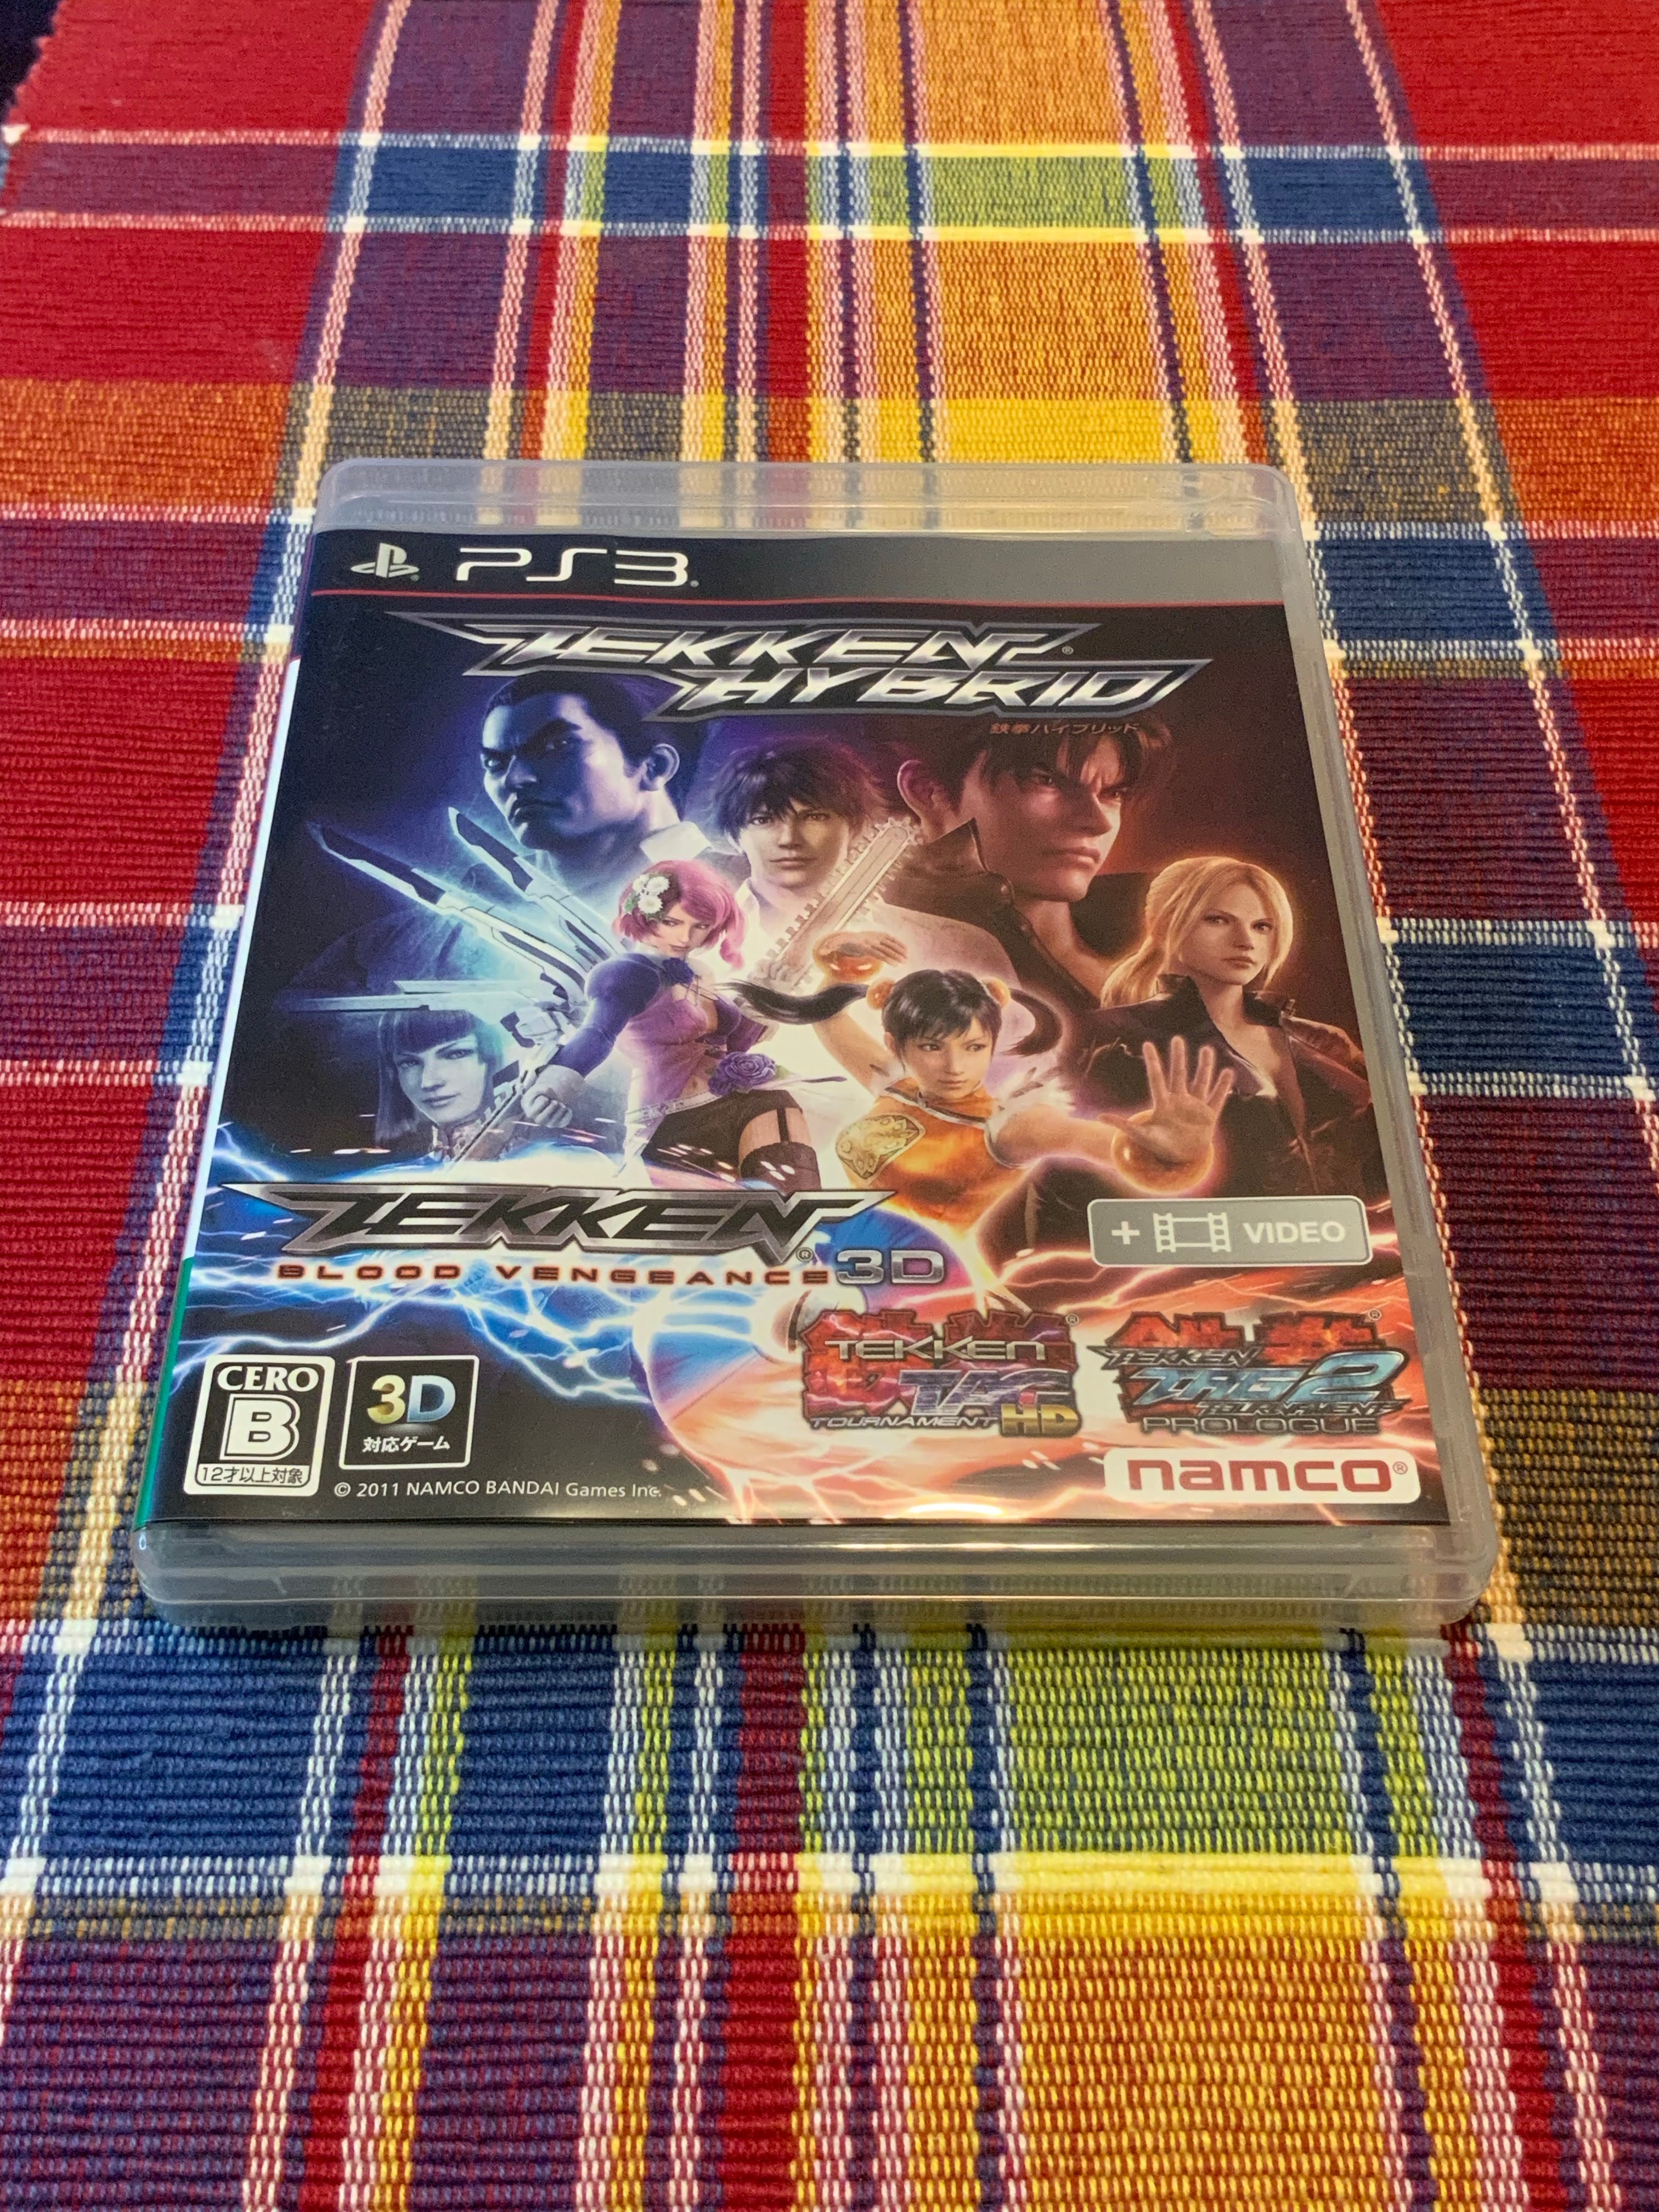 PS3
TEKKEN®
HYBRID
鉄拳ハイブリッド
TEKKEN®
BLOOD VENGEANCE 3D
+ VIDEO
TEKKEN®
TAG
TOURNAMENT HD
TEKKEN®
TAG 2
TOURNAMENT
PROLOGUE
CERO
B
12才以上対象
3D
対応ゲーム
© 2011 NAMCO BANDAI Games Inc.
namco®